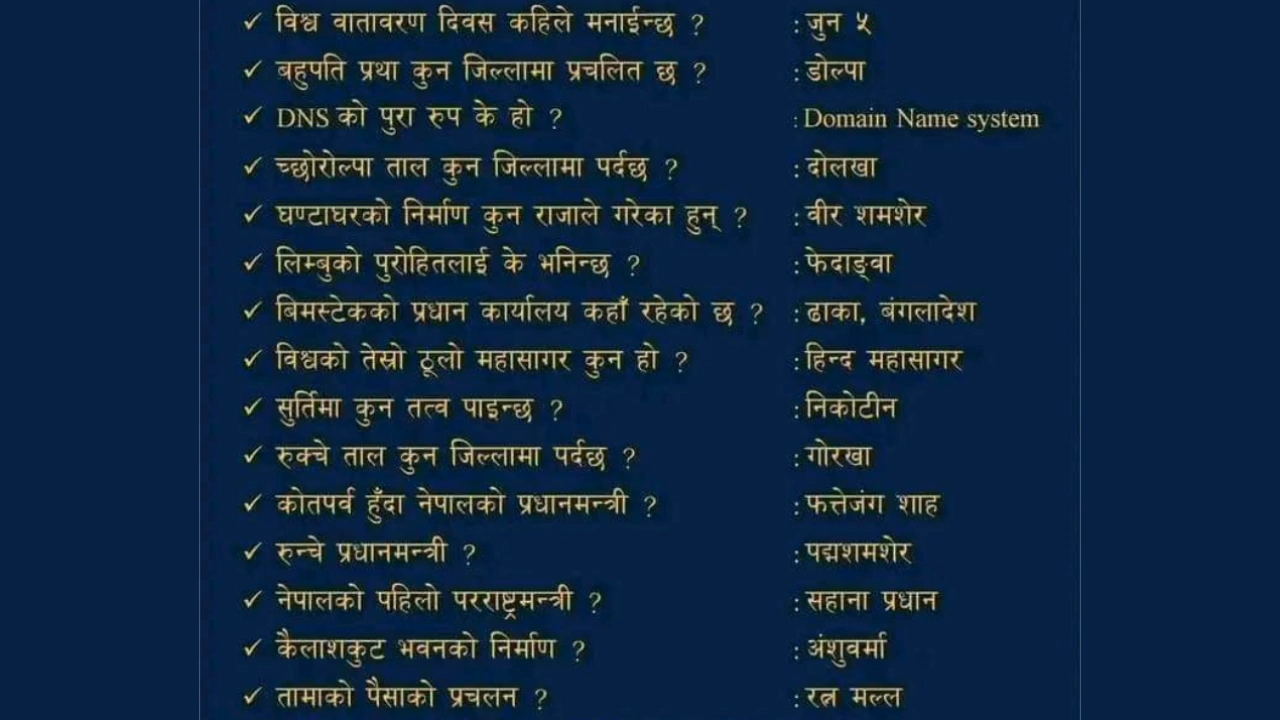 ✓ विश्व वातावरण दिवस कहिले मनाईन्छ ? : जुन ५
✓ बहुपति प्रथा कुन जिल्लामा प्रचलित छ ? : डोल्पा
✓ DNS को पुरा रुप के हो ? : Domain Name system
✓ च्छोरोल्पा ताल कुन जिल्लामा पर्दछ ? : दोलखा
✓ घण्टाघरको निर्माण कुन राजाले गरेका हुन् ? : वीर शमशेर
✓ लिम्बुको पुरोहितलाई के भनिन्छ ? : फेदाङ्वा
✓ बिमस्टेकको प्रधान कार्यालय कहाँ रहेको छ ? : ढाका, बंगलादेश
✓ विश्वको तेस्रो ठूलो महासागर कुन हो ? : हिन्द महासागर
✓ सुर्तिमा कुन तत्व पाइन्छ ? : निकोटीन
✓ रुक्चे ताल कुन जिल्लामा पर्दछ ? : गोरखा
✓ कोतपर्व हुँदा नेपालको प्रधानमन्त्री ? : फत्तेजंग शाह
✓ रुन्चे प्रधानमन्त्री ? : पद्मशमशेर
✓ नेपालको पहिलो परराष्ट्रमन्त्री ? : सहाना प्रधान
✓ कैलाशकुट भवनको निर्माण ? : अंशुवर्मा
✓ तामाको पैसाको प्रचलन ? : रत्न मल्ल